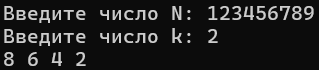 Введите число N: 123456789
Введите число k: 2
8 6 4 2